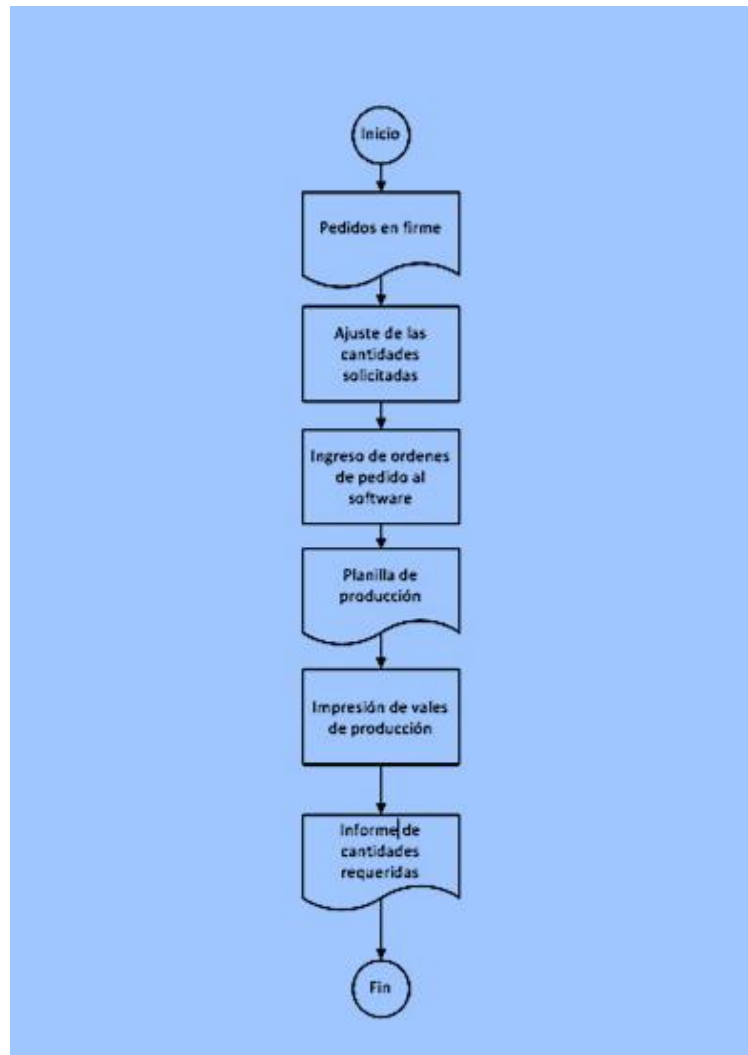 Inicio
Pedidos en firme
Ajuste de las
cantidades
solicitadas
Ingreso de ordenes
de pedido al
software
Planilla de
producción
Impresión de vales
de producción
Informe de
cantidades
requeridas
Fin